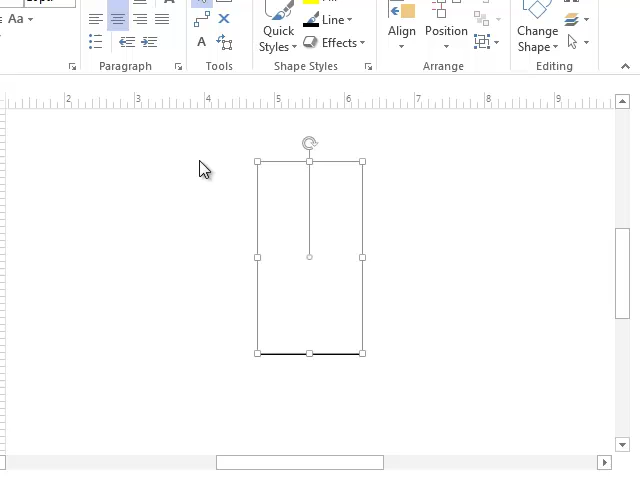 Aa
Line
Effects
Quick
Styles
Align
Position
Change
Shape
A
Paragraph
Tools
Shape Styles
Arrange
Editing
2 3 4 5 6 7 8 9